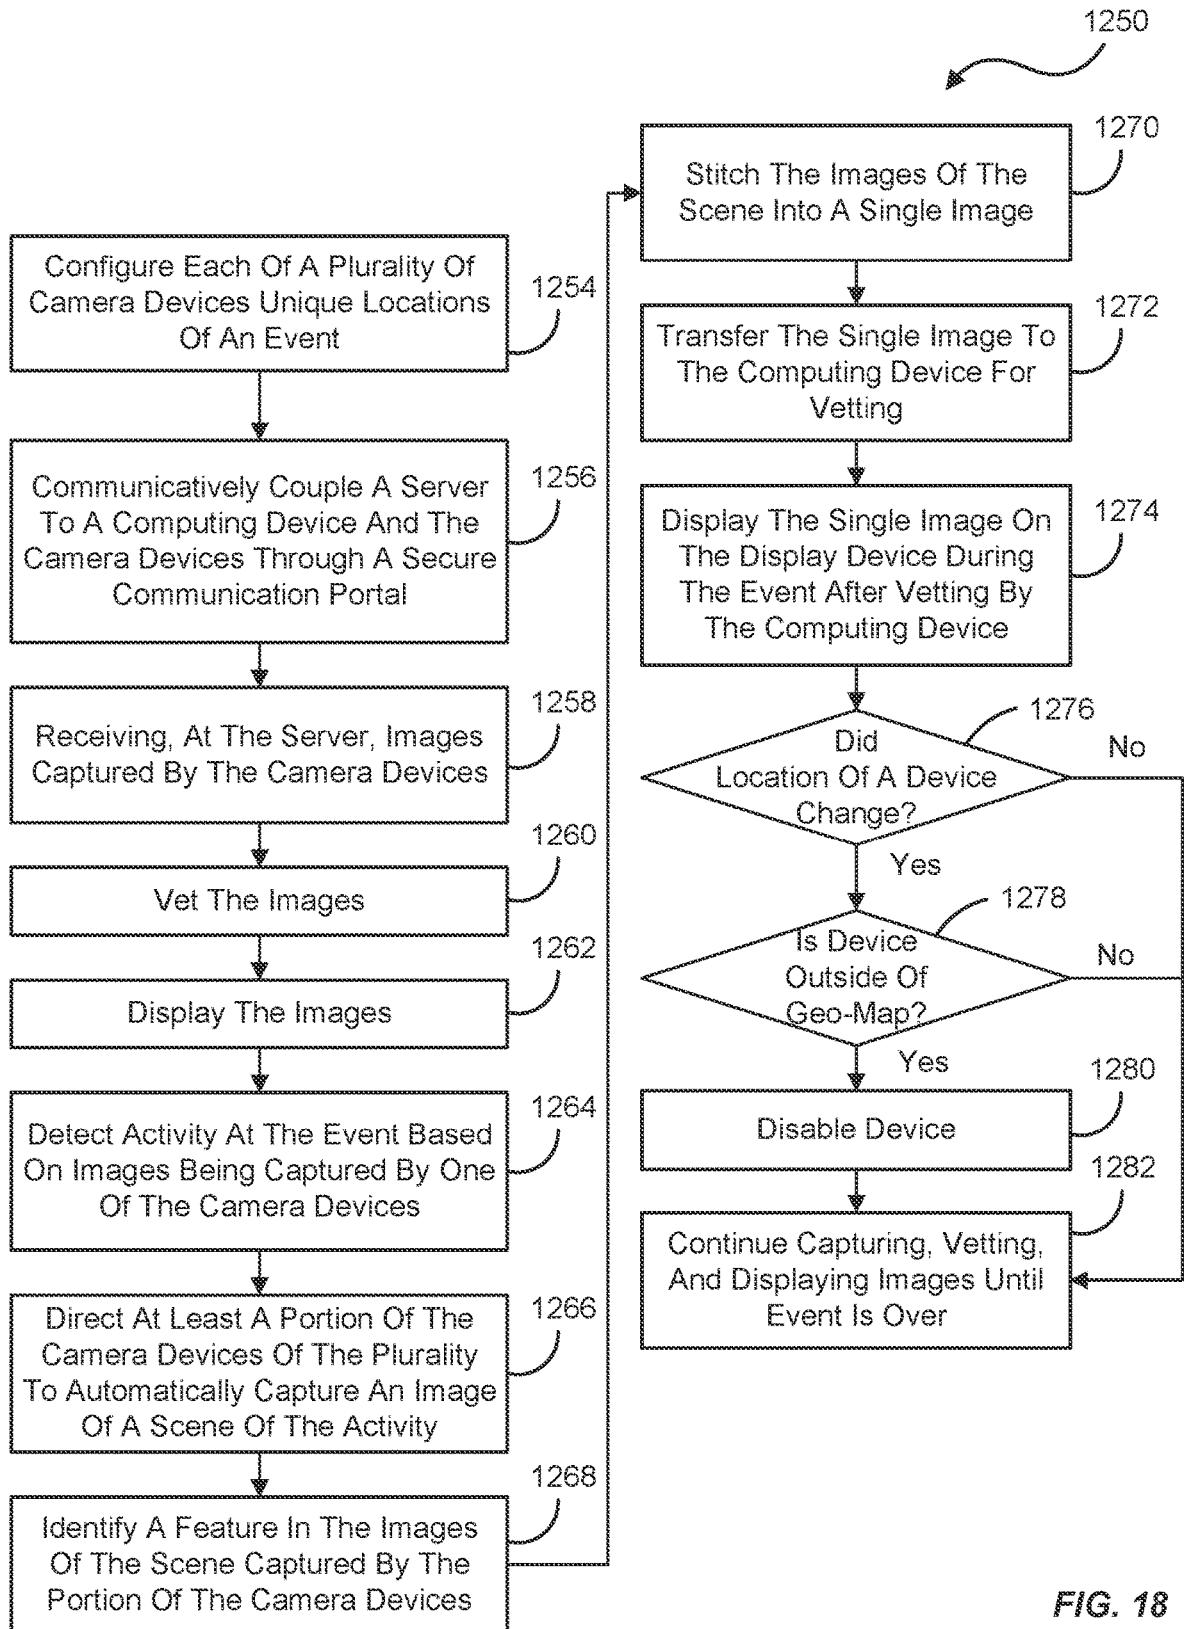 1250
Configure Each Of A Plurality Of
Camera Devices Unique Locations
Of An Event
1254
Communicatively Couple A Server
To A Computing Device And The
Camera Devices Through A Secure
Communication Portal
1256
Receiving, At The Server, Images
Captured By The Camera Devices
1258
Vet The Images
1260
Display The Images
1262
Detect Activity At The Event Based
On Images Being Captured By One
Of The Camera Devices
1264
Direct At Least A Portion Of The
Camera Devices Of The Plurality
To Automatically Capture An Image
Of A Scene Of The Activity
1266
Identify A Feature In The Images
Of The Scene Captured By The
Portion Of The Camera Devices
1268
Stitch The Images Of The
Scene Into A Single Image
1270
Transfer The Single Image To
The Computing Device For
Vetting
1272
Display The Single Image On
The Display Device During
The Event After Vetting By
The Computing Device
1274
Did
Location Of A Device
Change?
1276
No
Yes
Is Device
Outside Of
Geo-Map?
1278
No
Yes
Disable Device
1280
Continue Capturing, Vetting,
And Displaying Images Until
Event Is Over
1282
FIG. 18